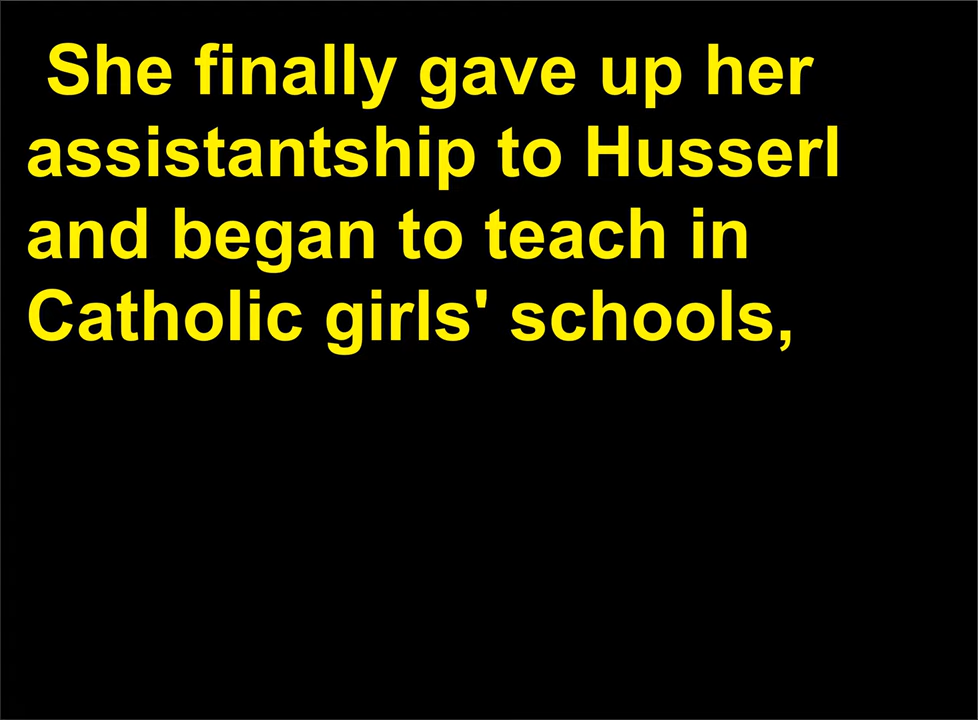 She finally gave up her
assistantship to Husserl
and began to teach in
Catholic girls' schools,